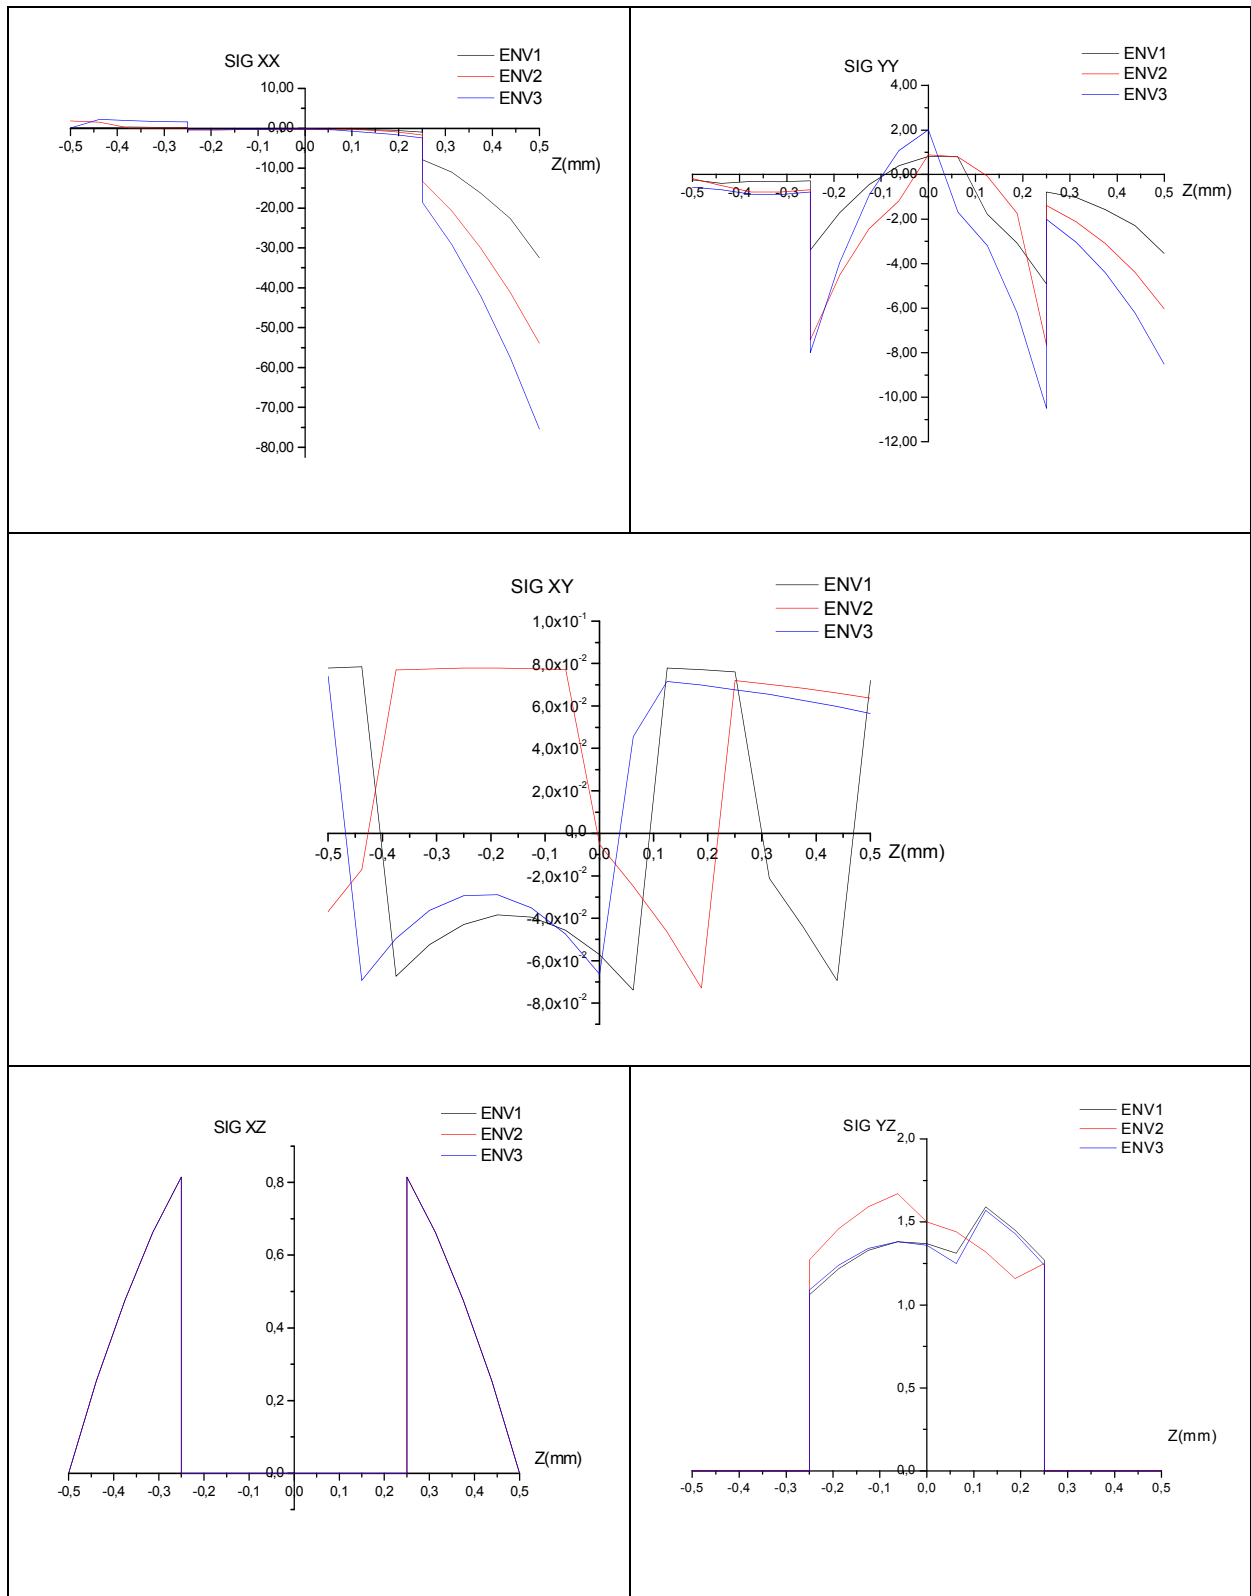 SIG XX
ENV1
ENV2
ENV3
10,00
0,00
-10,00
-20,00
-30,00
-40,00
-50,00
-60,00
-70,00
-80,00
-0,5 -0,4 -0,3 -0,2 -0,1 0,0 0,1 0,2 0,3 0,4 0,5
Z(mm)
SIG YY
ENV1
ENV2
ENV3
4,00
2,00
0,00
-2,00
-4,00
-6,00
-8,00
-10,00
-12,00
-0,5 -0,4 -0,3 -0,2 -0,1 0,0 0,1 0,2 0,3 0,4 0,5
Z(mm)
SIG XY
ENV1
ENV2
ENV3
1,0x10-1
8,0x10-2
6,0x10-2
4,0x10-2
2,0x10-2
0,0
-2,0x10-2
-4,0x10-2
-6,0x10-2
-8,0x10-2
-0,5 -0,4 -0,3 -0,2 -0,1 0,0 0,1 0,2 0,3 0,4 0,5
Z(mm)
SIG XZ
ENV1
ENV2
ENV3
0,8
0,6
0,4
0,2
0,0
-0,5 -0,4 -0,3 -0,2 -0,1 0,0 0,1 0,2 0,3 0,4 0,5
Z(mm)
SIG YZ
ENV1
ENV2
ENV3
2,0
1,5
1,0
0,5
0,0
-0,5 -0,4 -0,3 -0,2 -0,1 0,0 0,1 0,2 0,3 0,4 0,5
Z(mm)